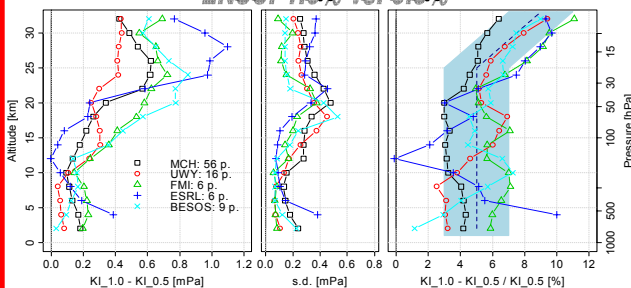 30
25
20
15
10
5
0
Altitude [km]
MCH: 56 p.
UWY: 16 p.
FMI: 6 p.
ESRL: 6 p.
BESOS: 9 p.
15
30
50
100
500
1000
Pressure [hPa]
0.0 0.2 0.4 0.6 0.8 1.0 1.2
0.0 0.2 0.4 0.6 0.8
0 2 4 6 8 10 12
KI_1.0 - KI_0.5 [mPa]
s.d. [mPa]
KI_1.0 - KI_0.5 / KI_0.5 [%]